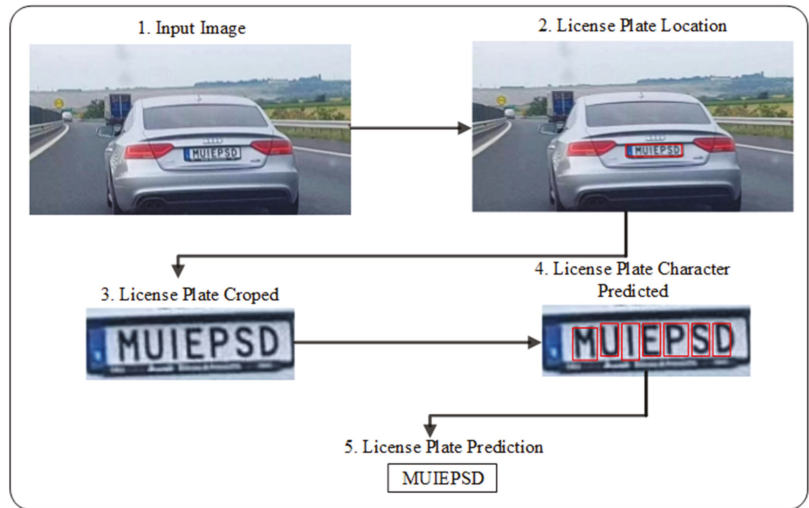 1. Input Image
2. License Plate Location
MUIEPSD
MUIEPSD
3. License Plate Croped
4. License Plate Character
Predicted
MUIEPSD
MUIEPSD
5. License Plate Prediction
MUIEPSD